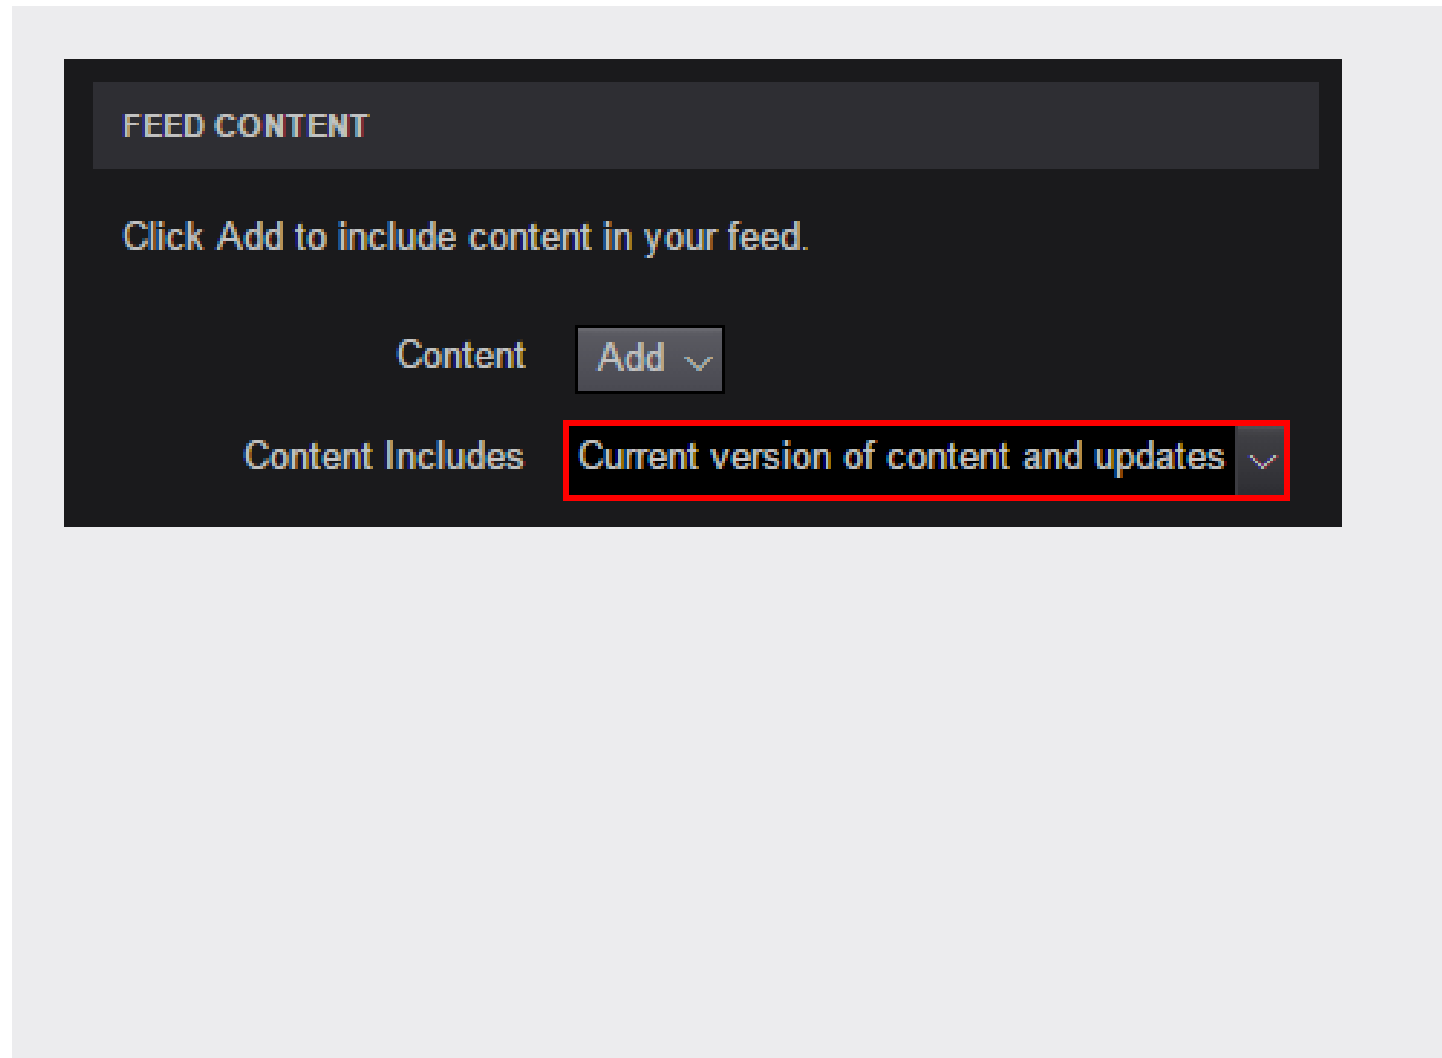 FEED CONTENT
Click Add to include content in your feed.
Content Add
Content Includes Current version of content and updates